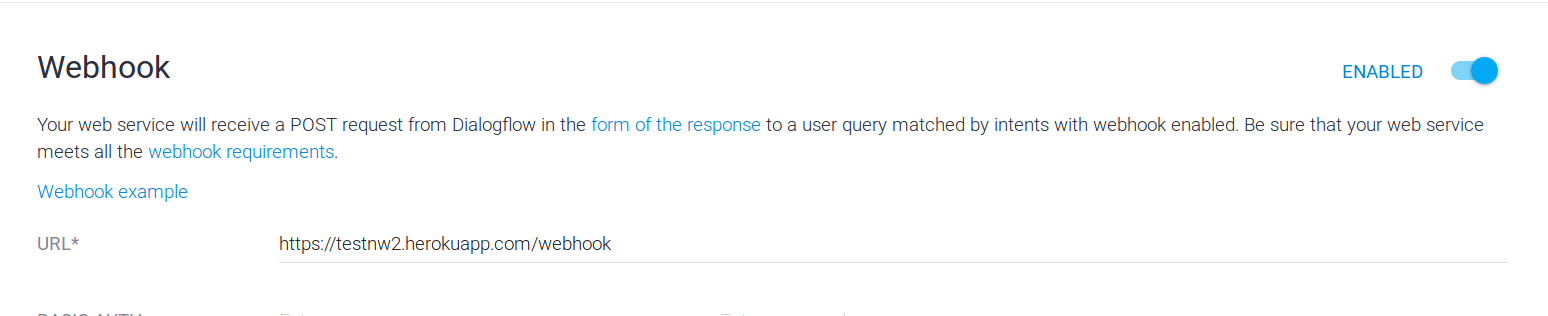 Webhook
ENABLED
Your web service will receive a POST request from Dialogflow in the form of the response to a user query matched by intents with webhook enabled. Be sure that your web service
meets all the webhook requirements.
Webhook example
URL* https://testnw2.herokuapp.com/webhook